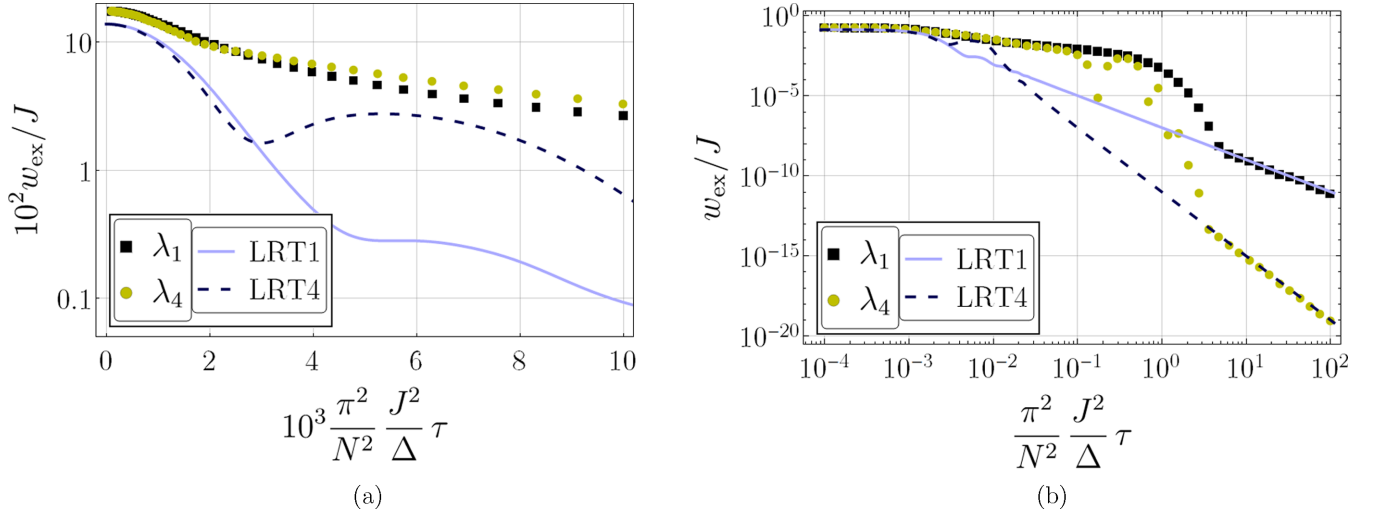 10² w_ex/J
10
1
0.1
λ₁
λ₄
LRT1
LRT4
0 2 4 6 8 10
10³ π²/N² J²/Δ τ
(a)
w_ex/J
10⁰
10⁻⁵
10⁻¹⁰
10⁻¹⁵
10⁻²⁰
λ₁
λ₄
LRT1
LRT4
10⁻⁴ 10⁻³ 10⁻² 10⁻¹ 10⁰ 10¹ 10²
π²/N² J²/Δ τ
(b)